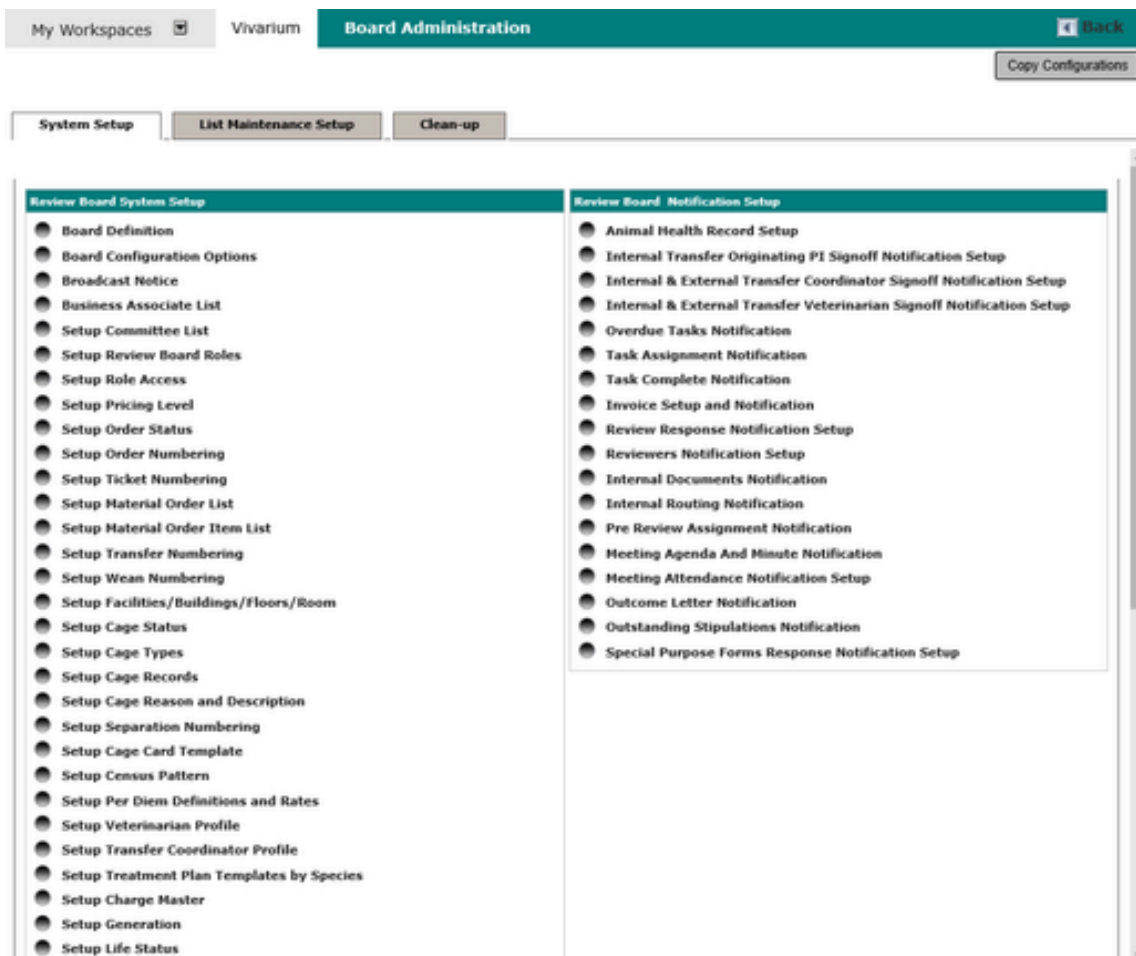 My Workspaces Vivarium Board Administration Back
Copy Configurations
System Setup List Maintenance Setup Clean-up
Review Board System Setup
Board Definition
Board Configuration Options
Broadcast Notice
Business Associate List
Setup Committee List
Setup Review Board Roles
Setup Role Access
Setup Pricing Level
Setup Order Status
Setup Order Numbering
Setup Ticket Numbering
Setup Material Order List
Setup Material Order Item List
Setup Transfer Numbering
Setup Wean Numbering
Setup Facilities/Buildings/Floors/Room
Setup Cage Status
Setup Cage Types
Setup Cage Records
Setup Cage Reason and Description
Setup Separation Numbering
Setup Cage Card Template
Setup Census Pattern
Setup Per Diem Definitions and Rates
Setup Veterinarian Profile
Setup Transfer Coordinator Profile
Setup Treatment Plan Templates by Species
Setup Charge Master
Setup Generation
Setup Life Status
Review Board Notification Setup
Animal Health Record Setup
Internal Transfer Originating PI Signoff Notification Setup
Internal & External Transfer Coordinator Signoff Notification Setup
Internal & External Transfer Veterinarian Signoff Notification Setup
Overdue Tasks Notification
Task Assignment Notification
Task Complete Notification
Invoice Setup and Notification
Review Response Notification Setup
Reviewers Notification Setup
Internal Documents Notification
Internal Routing Notification
Pre Review Assignment Notification
Meeting Agenda And Minute Notification
Meeting Attendance Notification Setup
Outcome Letter Notification
Outstanding Stipulations Notification
Special Purpose Forms Response Notification Setup